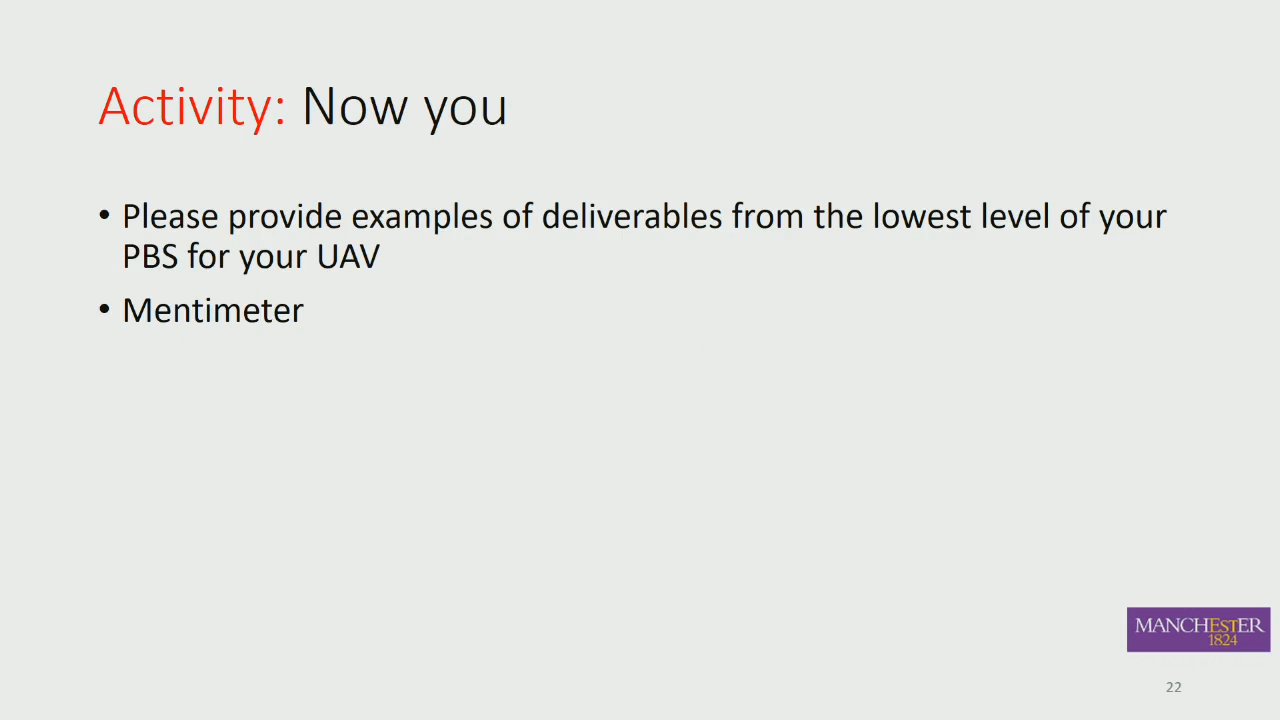 Activity: Now you
• Please provide examples of deliverables from the lowest level of your
PBS for your UAV
• Mentimeter
MANCHESTER
1824
22